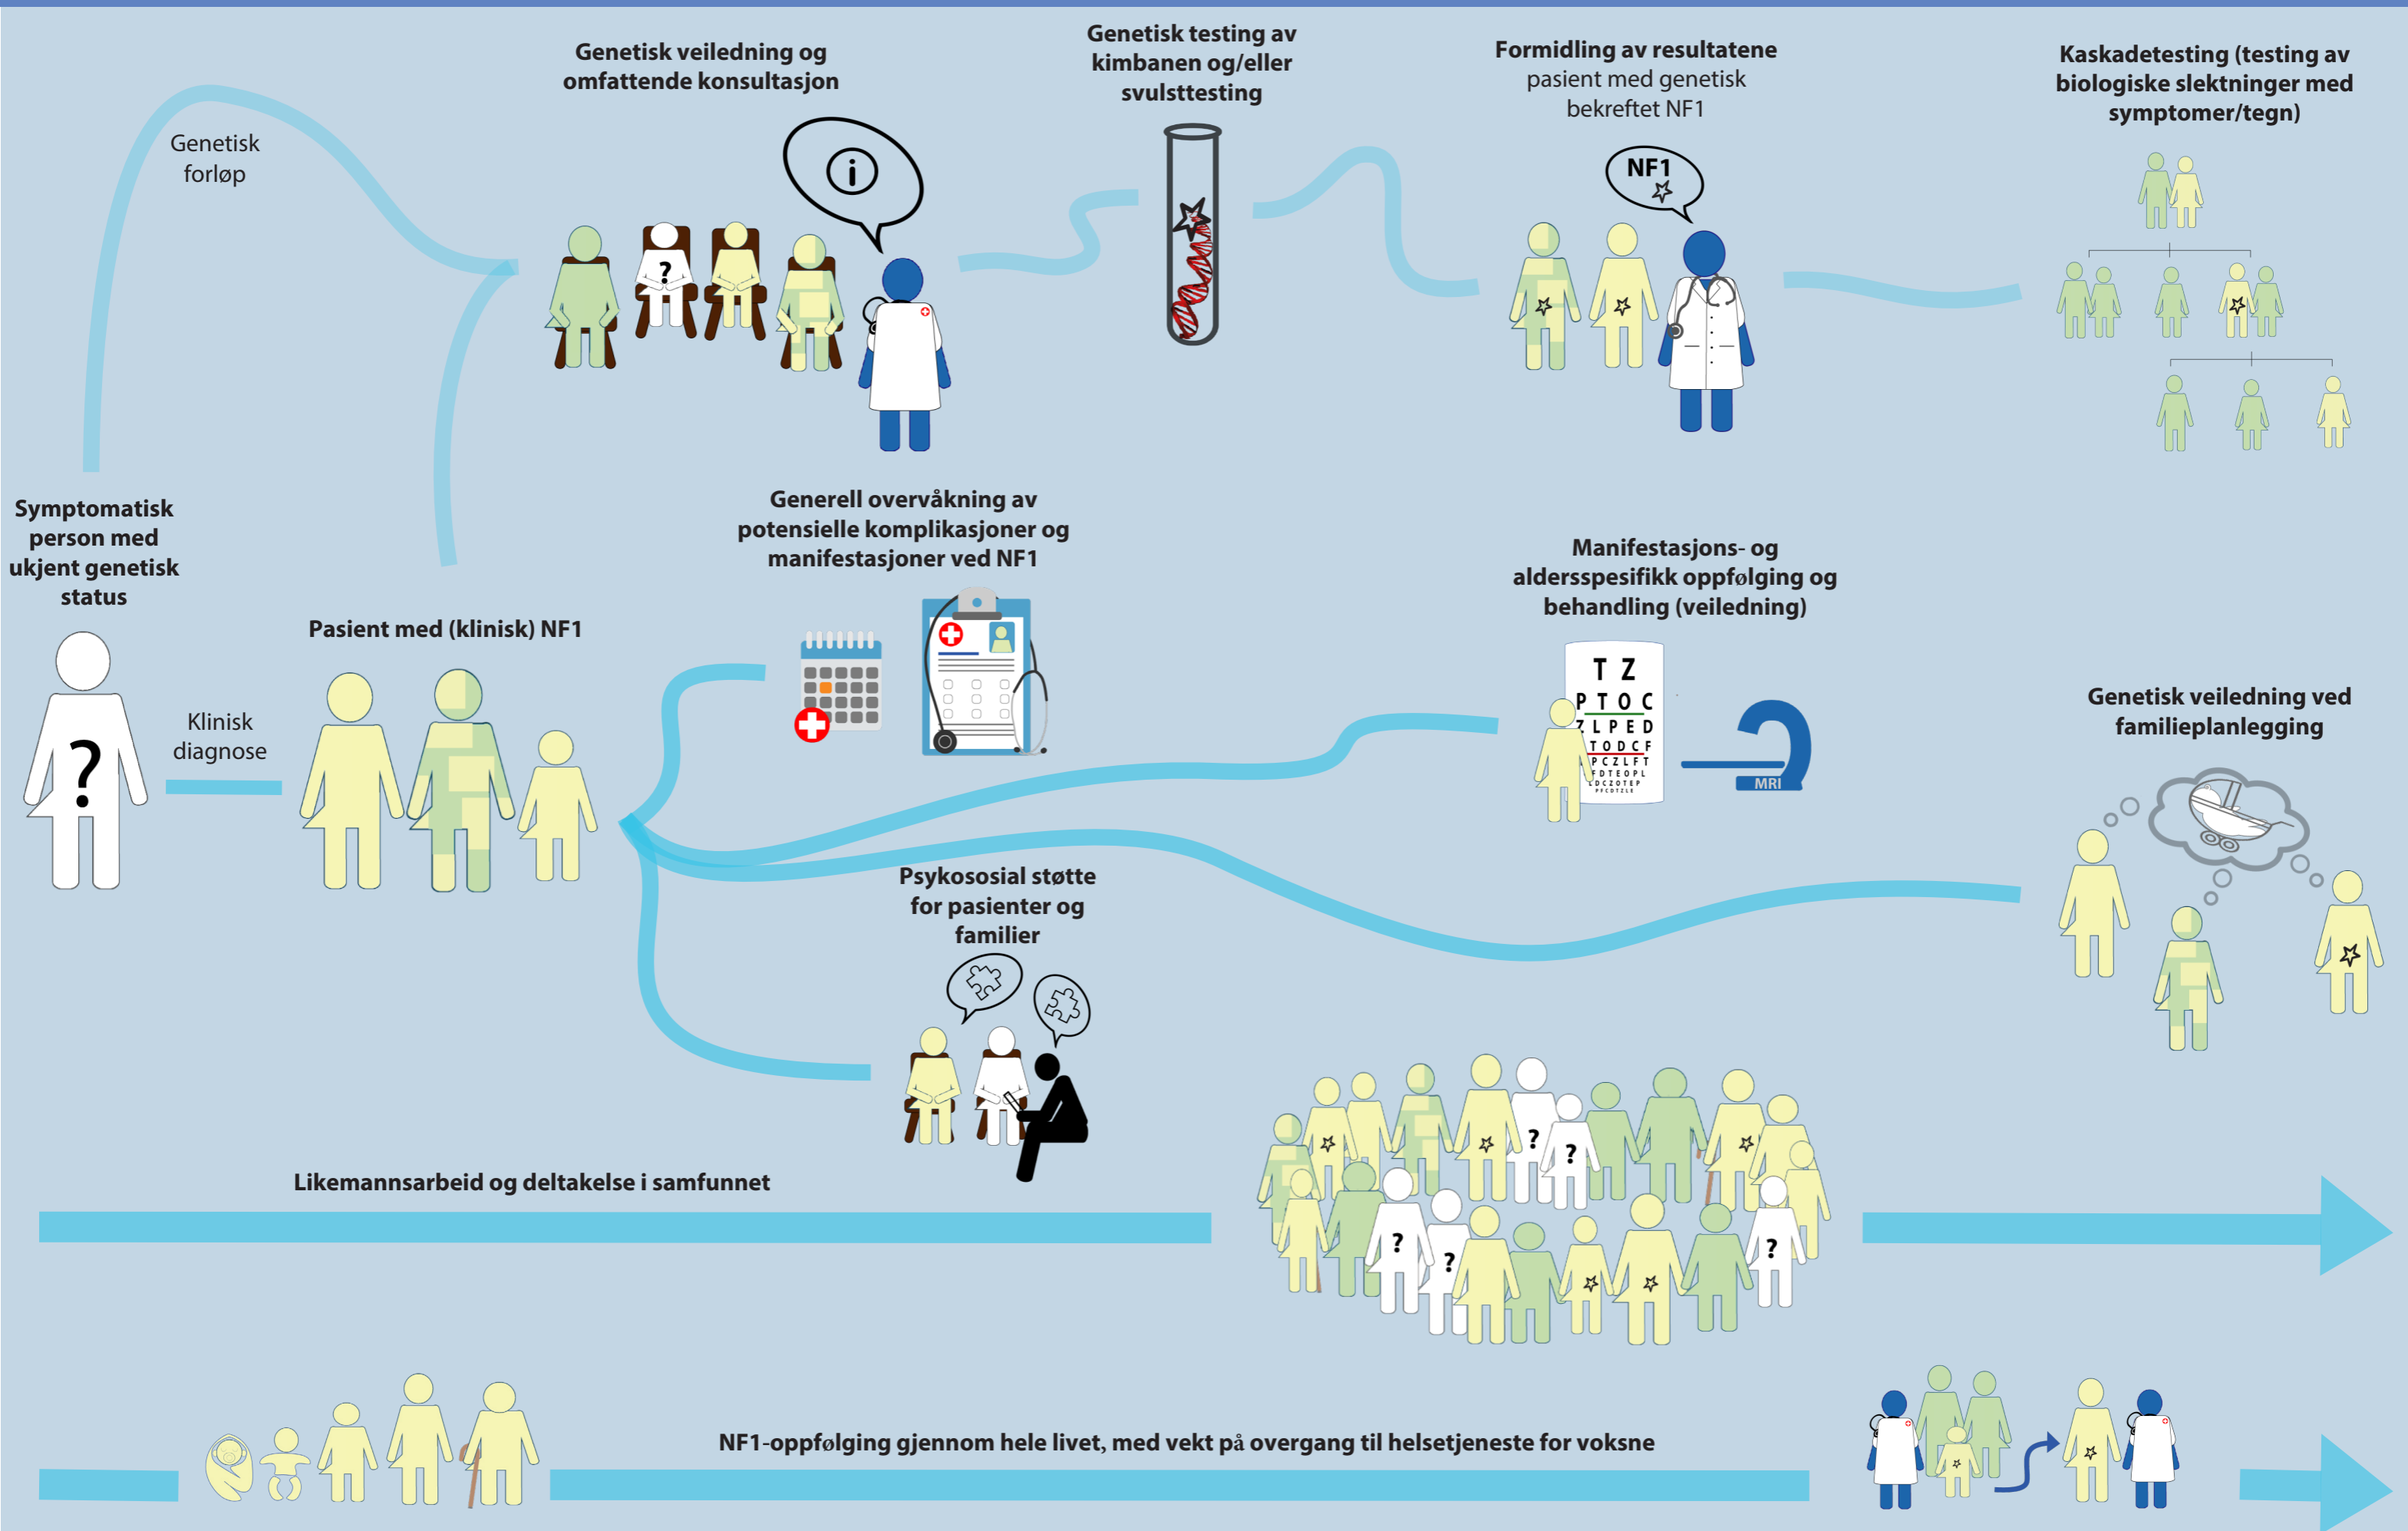 Genetisk veiledning og
omfattende konsultasjon
Genetisk testing av
kimbanen og/eller
svulsttesting
Formidling av resultatene
pasient med genetisk
bekreftet NF1
Kaskadetesting (testing av
biologiske slektninger med
symptomer/tegn)
Genetisk
forløp
i
?
NF1
Symptomatisk
person med
ukjent genetisk
status
?
Klinisk
diagnose
Pasient med (klinisk) NF1
Generell overvåkning av
potensielle komplikasjoner og
manifestasjoner ved NF1
Manifestasjons- og
aldersspesifikk oppfølging og
behandling (veiledning)
T Z
P T O C
Z L P E D
T O D C F
P C Z L F T
F D T E O P L
L D C Z O T E P
P F C D T Z L E
MRI
Genetisk veiledning ved
familieplanlegging
Psykososial støtte
for pasienter og
familier
Likemannsarbeid og deltakelse i samfunnet
?
?
?
?
?
NF1-oppfølging gjennom hele livet, med vekt på overgang til helsetjeneste for voksne